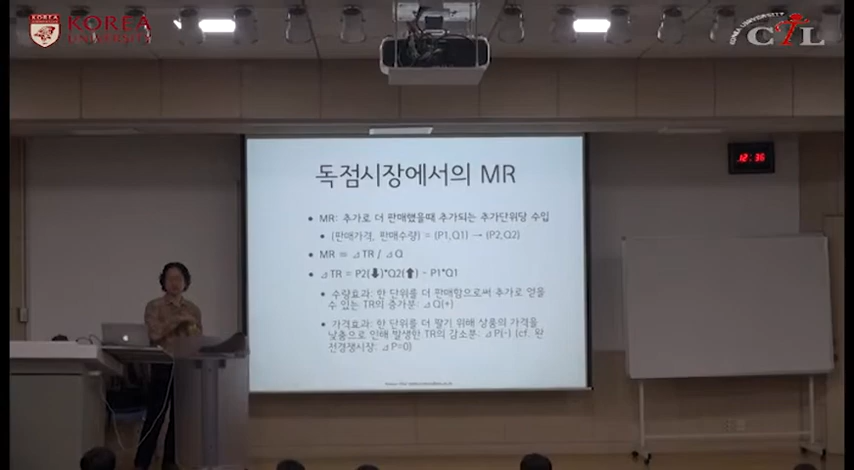 KOREA
UNIVERSITY
KOREA UNIVERSITY
CTL
12:36
독점시장에서의 MR
• MR: 추가로 더 판매했을때 추가되는 추가단위당 수입
• (판매가격, 판매수량) = (P1,Q1) → (P2,Q2)
• MR = ⊿TR / ⊿Q
• ⊿TR = P2(⬇)*Q2(⬆) - P1*Q1
• 수량효과: 한 단위를 더 판매함으로써 추가로 얻을
수 있는 TR의 증가분: ⊿Q(+)
• 가격효과: 한 단위를 더 팔기 위해 상품의 가격을
낮춤으로 인해 발생한 TR의 감소분: ⊿P(-) (cf. 완
전경쟁시장: ⊿P=0)